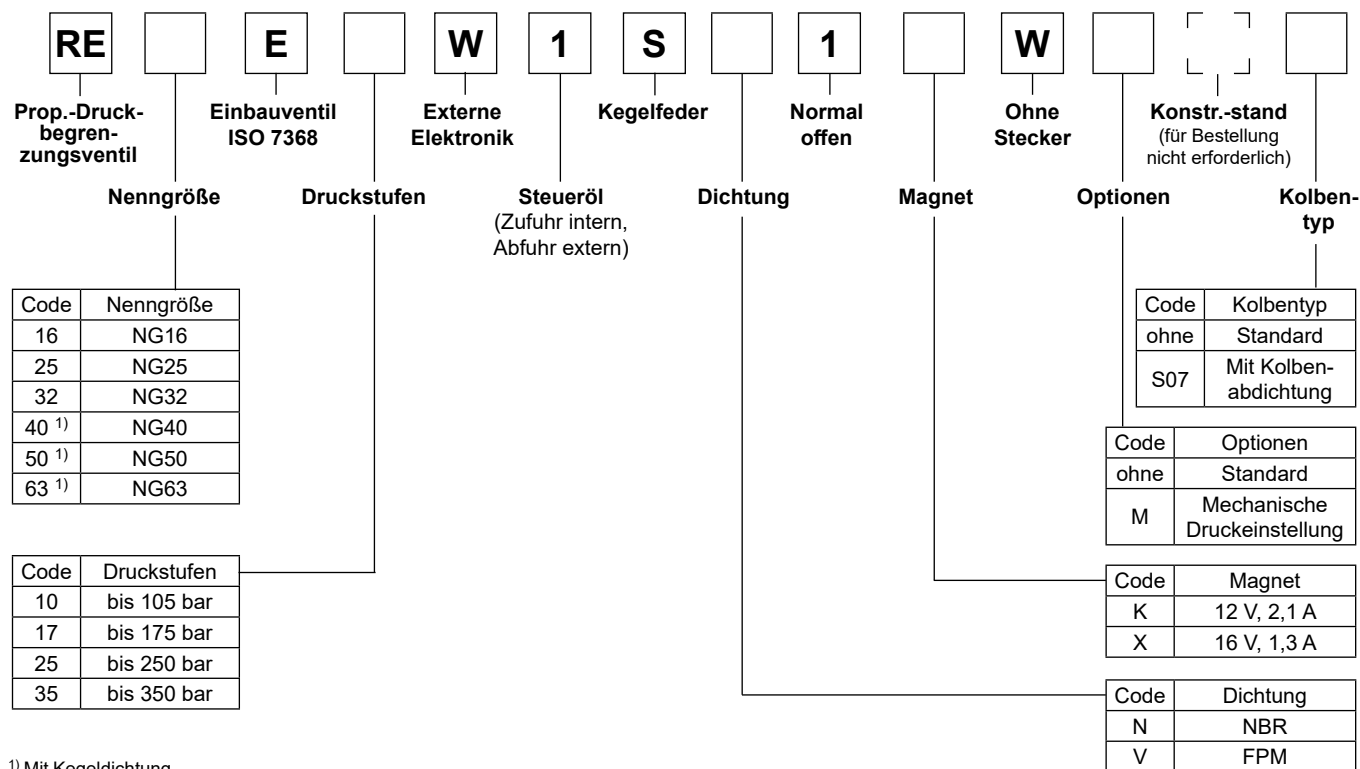 RE E W 1 S 1 W
Prop.-Druck-
begren-
zungsventil
Einbauventil
ISO 7368
Externe
Elektronik
Kegelfeder
Normal
offen
Ohne
Stecker
Konstr.-stand
(für Bestellung
nicht erforderlich)
Nenngröße
Druckstufen
Steueröl
(Zufuhr intern,
Abfuhr extern)
Dichtung
Magnet
Optionen
Kolben-
typ
Code Nenngröße
16 NG16
25 NG25
32 NG32
40 1) NG40
50 1) NG50
63 1) NG63
Code Kolbentyp
ohne Standard
S07 Mit Kolben-
abdichtung
Code Optionen
ohne Standard
M Mechanische
Druckeinstellung
Code Druckstufen
10 bis 105 bar
17 bis 175 bar
25 bis 250 bar
35 bis 350 bar
Code Magnet
K 12 V, 2,1 A
X 16 V, 1,3 A
Code Dichtung
N NBR
V FPM
1) Mit Kegeldichtung